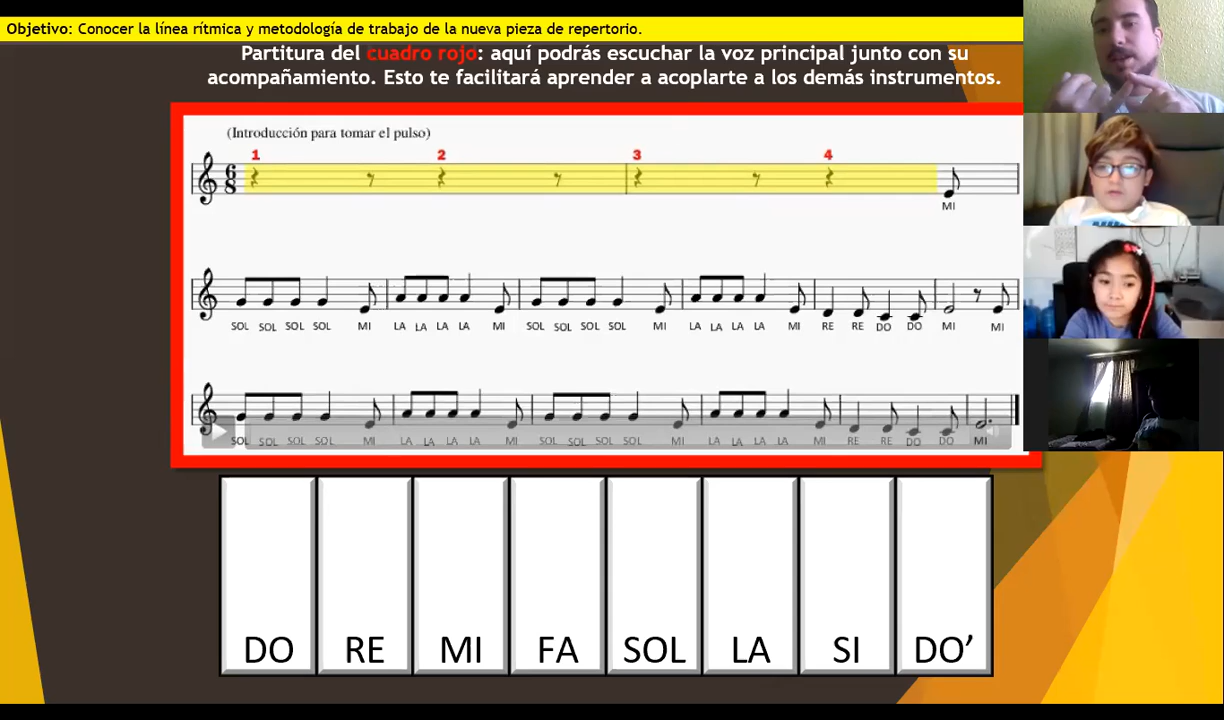 Objetivo: Conocer la línea rítmica y metodología de trabajo de la nueva pieza de repertorio.
Partitura del cuadro rojo: aquí podrás escuchar la voz principal junto con su
acompañamiento. Esto te facilitará aprender a acoplarte a los demás instrumentos.
(Introducción para tomar el pulso)
1 2 3 4
6
8
MI
SOL SOL SOL SOL MI LA LA LA LA MI SOL SOL SOL SOL MI LA LA LA LA MI RE RE DO DO MI MI
SOL SOL SOL SOL MI LA LA LA LA MI SOL SOL SOL SOL MI LA LA LA LA MI RE RE DO DO MI
DO RE MI FA SOL LA SI DO’